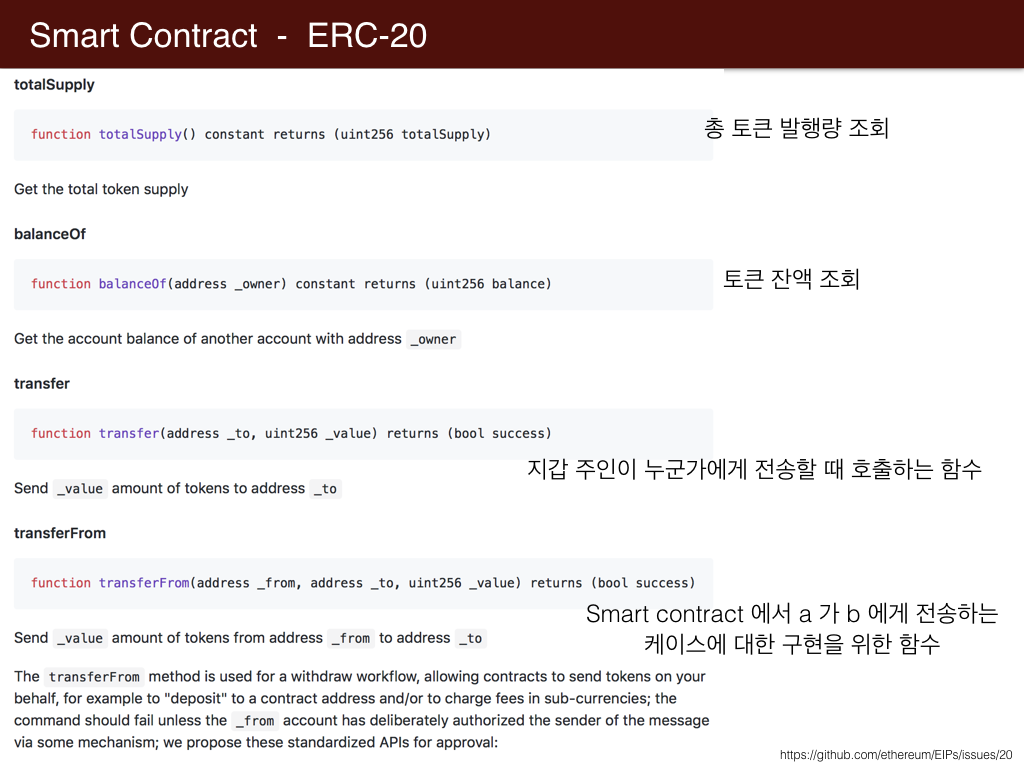 Smart Contract - ERC-20
totalSupply
function totalSupply() constant returns (uint256 totalSupply)
총 토큰 발행량 조회
Get the total token supply
balanceOf
function balanceOf(address _owner) constant returns (uint256 balance)
토큰 잔액 조회
Get the account balance of another account with address _owner
transfer
function transfer(address _to, uint256 _value) returns (bool success)
지갑 주인이 누군가에게 전송할 때 호출하는 함수
Send _value amount of tokens to address _to
transferFrom
function transferFrom(address _from, address _to, uint256 _value) returns (bool success)
Smart contract 에서 a 가 b 에게 전송하는
케이스에 대한 구현을 위한 함수
Send _value amount of tokens from address _from to address _to
The transferFrom method is used for a withdraw workflow, allowing contracts to send tokens on your
behalf, for example to "deposit" to a contract address and/or to charge fees in sub-currencies; the
command should fail unless the _from account has deliberately authorized the sender of the message
via some mechanism; we propose these standardized APIs for approval:
https://github.com/ethereum/EIPs/issues/20